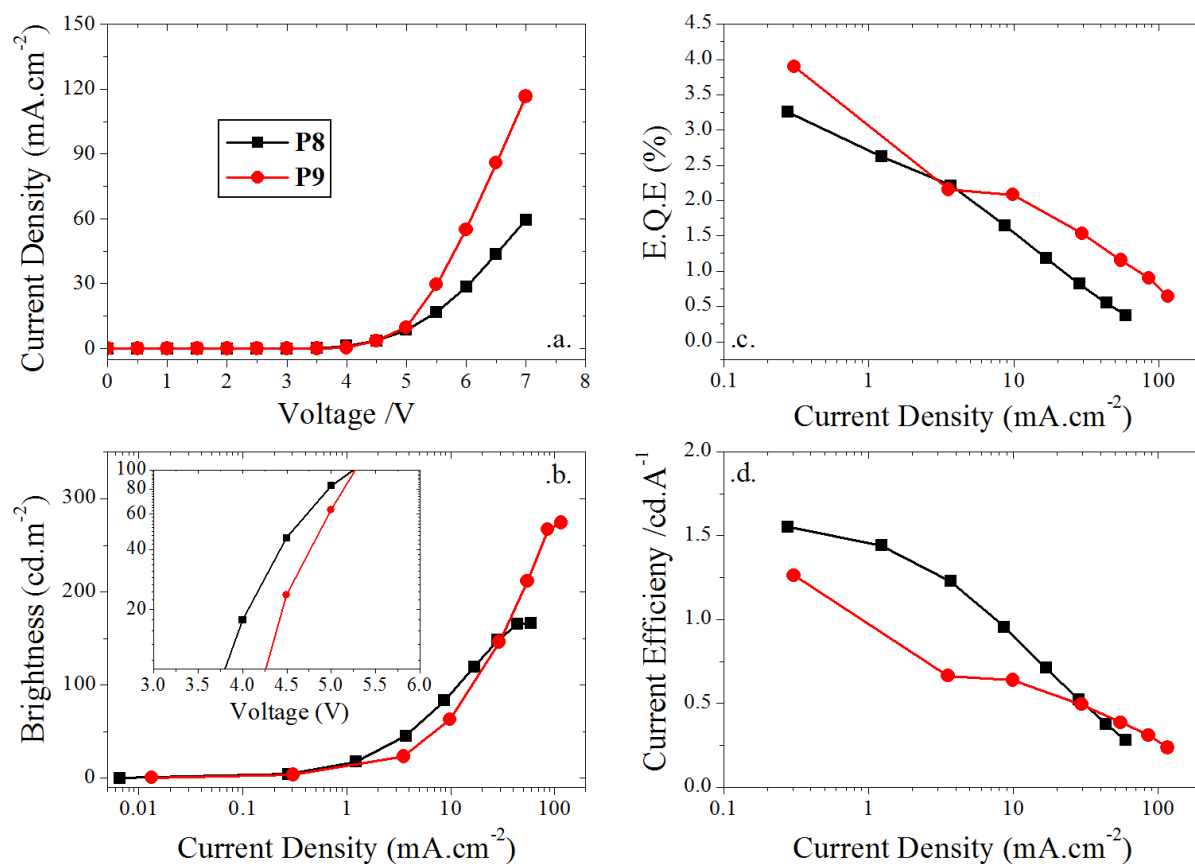 Current Density (mA.cm⁻²)
150
120
90
60
30
0
P8
P9
.a.
0 1 2 3 4 5 6 7 8
Voltage /V
E.Q.E (%)
4.0
3.5
3.0
2.5
2.0
1.5
1.0
0.5
0.0
.c.
0.1 1 10 100
Current Density (mA.cm⁻²)
Brightness (cd.m⁻²)
300
200
100
0
.b.
100
80
60
40
20
3.0 3.5 4.0 4.5 5.0 5.5 6.0
Voltage (V)
0.01 0.1 1 10 100
Current Density (mA.cm⁻²)
Current Efficieny /cd.A⁻¹
2.0
1.5
1.0
0.5
0.0
.d.
0.1 1 10 100
Current Density (mA.cm⁻²)